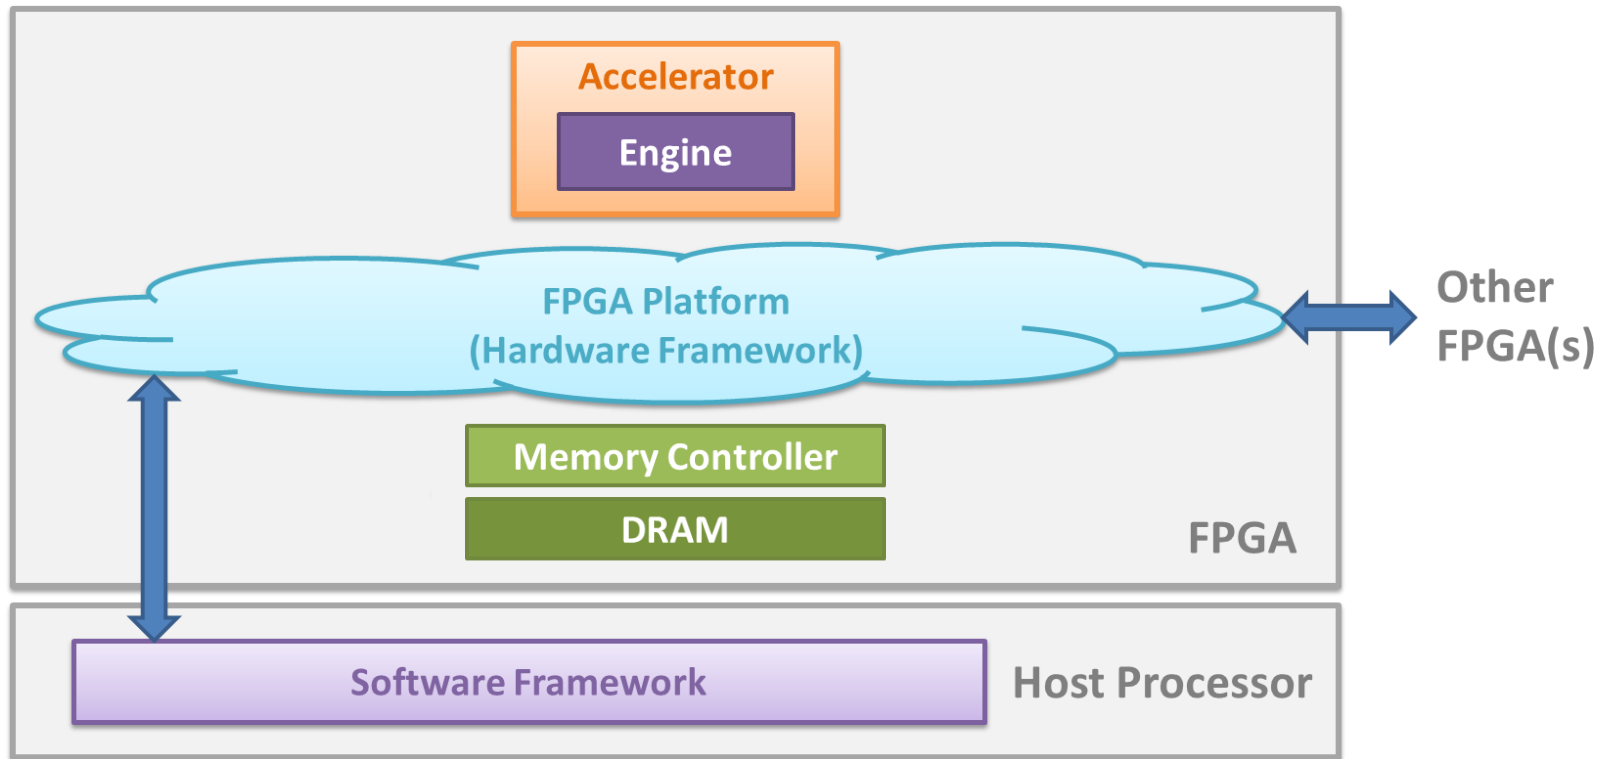 Accelerator
Engine
FPGA Platform
(Hardware Framework)
Other
FPGA(s)
Memory Controller
DRAM
FPGA
Software Framework
Host Processor